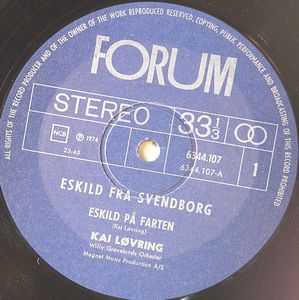 ALL RIGHTS OF THE RECORD PRODUCER AND OF THE OWNER OF THE WORK REPRODUCED RESERVED, COPYING, PUBLIC PERFORMANCE AND BROADCASTING OF THIS RECORD PROHIBITED
FORUM
STEREO 33 1/3
NCB
℗ 1974
23:40
6344.107
6344.107-A
1
ESKILD FRA SVENDBORG
ESKILD PÅ FARTEN
(Kai Løvring)
KAI LØVRING
Willy Grevelunds Orkester
Magnet Music Production A/S